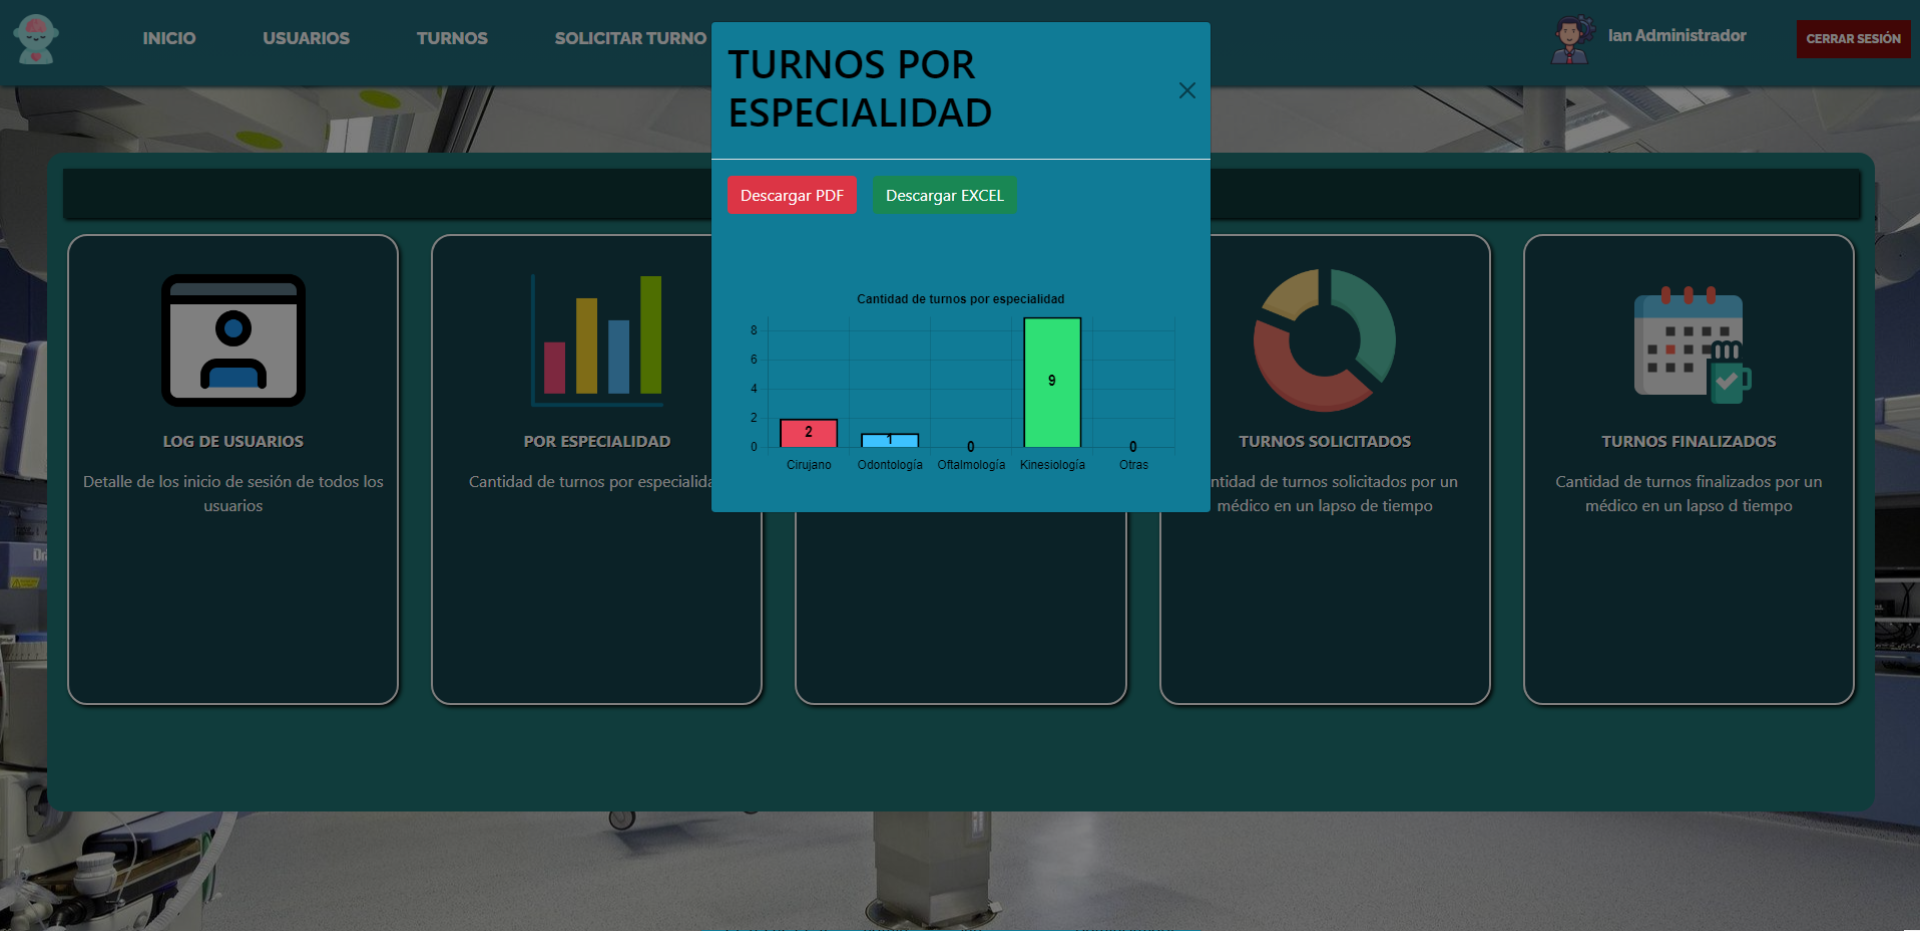 INICIO
USUARIOS
TURNOS
SOLICITAR TURNO
Ian Administrador
CERRAR SESIÓN
TURNOS POR
ESPECIALIDAD
Descargar PDF
Descargar EXCEL
Cantidad de turnos por especialidad
8
6
4
2
0
2
1
0
9
0
Cirujano
Odontología
Oftalmología
Kinesiología
Otras
LOG DE USUARIOS
Detalle de los inicio de sesión de todos los
usuarios
POR ESPECIALIDAD
Cantidad de turnos por especialida
TURNOS SOLICITADOS
ntidad de turnos solicitados por un
médico en un lapso de tiempo
TURNOS FINALIZADOS
Cantidad de turnos finalizados por un
médico en un lapso d tiempo